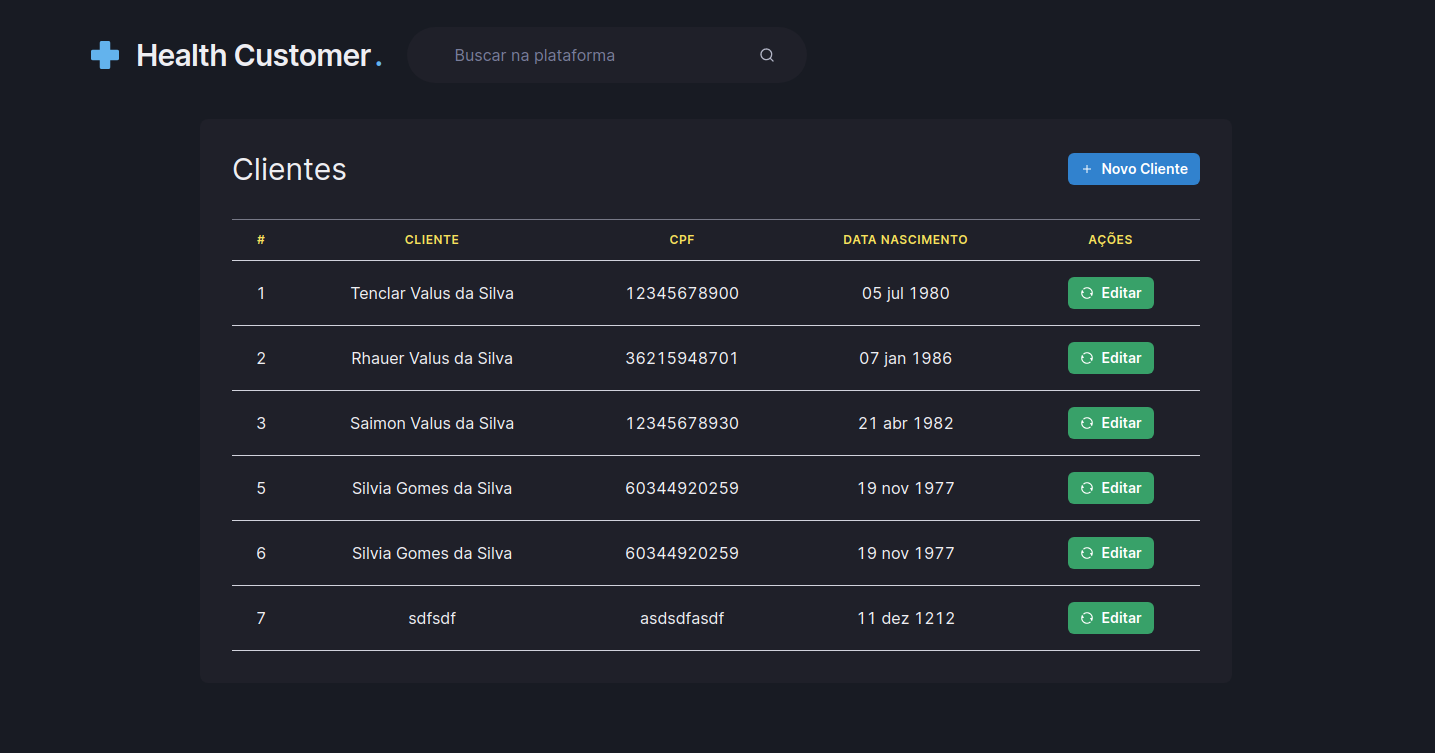 Health Customer.
Buscar na plataforma
Clientes
+ Novo Cliente
# CLIENTE CPF DATA NASCIMENTO AÇÕES
1 Tenclar Valus da Silva 12345678900 05 jul 1980 Editar
2 Rhauer Valus da Silva 36215948701 07 jan 1986 Editar
3 Saimon Valus da Silva 12345678930 21 abr 1982 Editar
5 Silvia Gomes da Silva 60344920259 19 nov 1977 Editar
6 Silvia Gomes da Silva 60344920259 19 nov 1977 Editar
7 sdfsdf asdsdfasdf 11 dez 1212 Editar